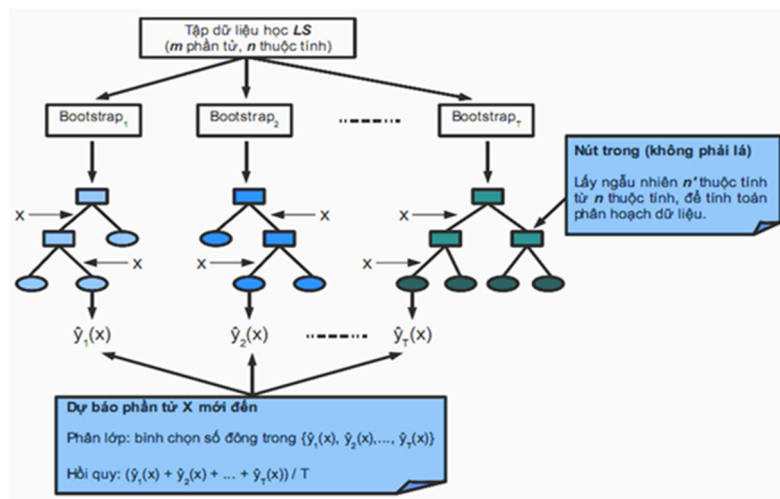 Tập dữ liệu học LS
(m phần tử, n thuộc tính)
Bootstrap1
Bootstrap2
BootstrapT
Nút trong (không phải lá)
Lấy ngẫu nhiên n' thuộc tính
từ n thuộc tính, để tính toán
phân hoạch dữ liệu.
x
x
x
x
x
x
ŷ1(x)
ŷ2(x)
ŷT(x)
Dự báo phần tử X mới đến
Phân lớp: bình chọn số đông trong {ŷ1(x), ŷ2(x),..., ŷT(x)}
Hồi quy: (ŷ1(x) + ŷ2(x) + ... + ŷT(x)) / T